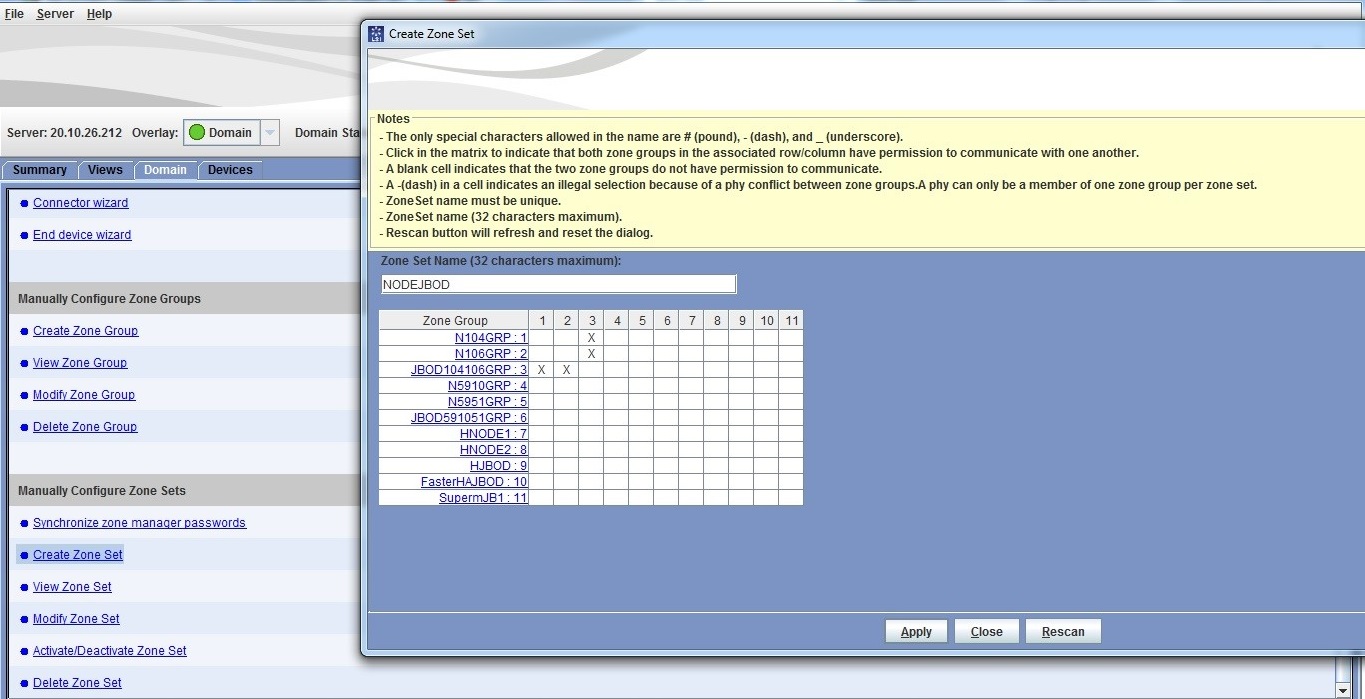 File Server Help
Create Zone Set
Server: 20.10.26.212 Overlay: Domain Domain Sta
Summary Views Domain Devices
Connector wizard
End device wizard
Manually Configure Zone Groups
Create Zone Group
View Zone Group
Modify Zone Group
Delete Zone Group
Manually Configure Zone Sets
Synchronize zone manager passwords
Create Zone Set
View Zone Set
Modify Zone Set
Activate/Deactivate Zone Set
Delete Zone Set
Notes
- The only special characters allowed in the name are # (pound), - (dash), and _ (underscore).
- Click in the matrix to indicate that both zone groups in the associated row/column have permission to communicate with one another.
- A blank cell indicates that the two zone groups do not have permission to communicate.
- A -(dash) in a cell indicates an illegal selection because of a phy conflict between zone groups.A phy can only be a member of one zone group per zone set.
- ZoneSet name must be unique.
- ZoneSet name (32 characters maximum).
- Rescan button will refresh and reset the dialog.
Zone Set Name (32 characters maximum):
NODEJBOD
Zone Group 1 2 3 4 5 6 7 8 9 10 11
N104GRP : 1 X
N106GRP : 2 X
JBOD104106GRP : 3 X X
N5910GRP : 4
N5951GRP : 5
JBOD591051GRP : 6
HNODE1 : 7
HNODE2 : 8
HJBOD : 9
FasterHAJBOD : 10
SupermJB1 : 11
Apply Close Rescan